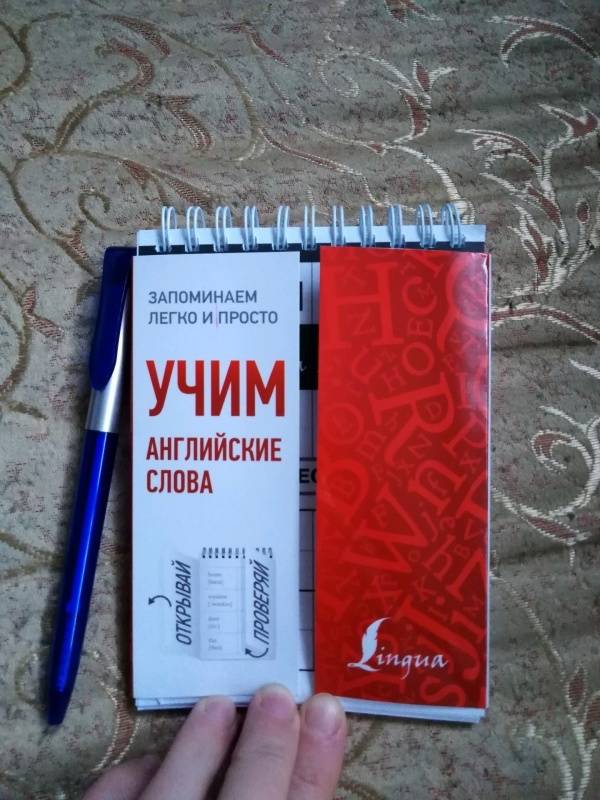 ЗАПОМИНАЕМ
ЛЕГКО И ПРОСТО
УЧИМ
АНГЛИЙСКИЕ
СЛОВА
ОТКРЫВАЙ
ПРОВЕРЯЙ
Lingua